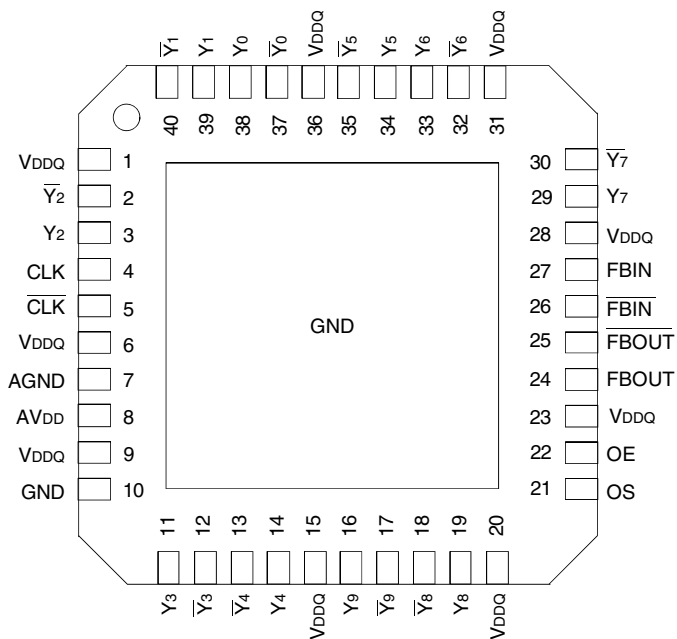 Y̅1 Y1 Y0 Y̅0 VDDQ Y̅5 Y5 Y6 Y̅6 VDDQ
40 39 38 37 36 35 34 33 32 31
VDDQ 1
Y̅2 2
Y2 3
CLK 4
C̅L̅K̅ 5
VDDQ 6
AGND 7
AVDD 8
VDDQ 9
GND 10
GND
30 Y̅7
29 Y7
28 VDDQ
27 FBIN
26 F̅B̅I̅N̅
25 F̅B̅O̅U̅T̅
24 FBOUT
23 VDDQ
22 OE
21 OS
11 12 13 14 15 16 17 18 19 20
Y3 Y̅3 Y̅4 Y4 VDDQ Y9 Y̅9 Y̅8 Y8 VDDQ